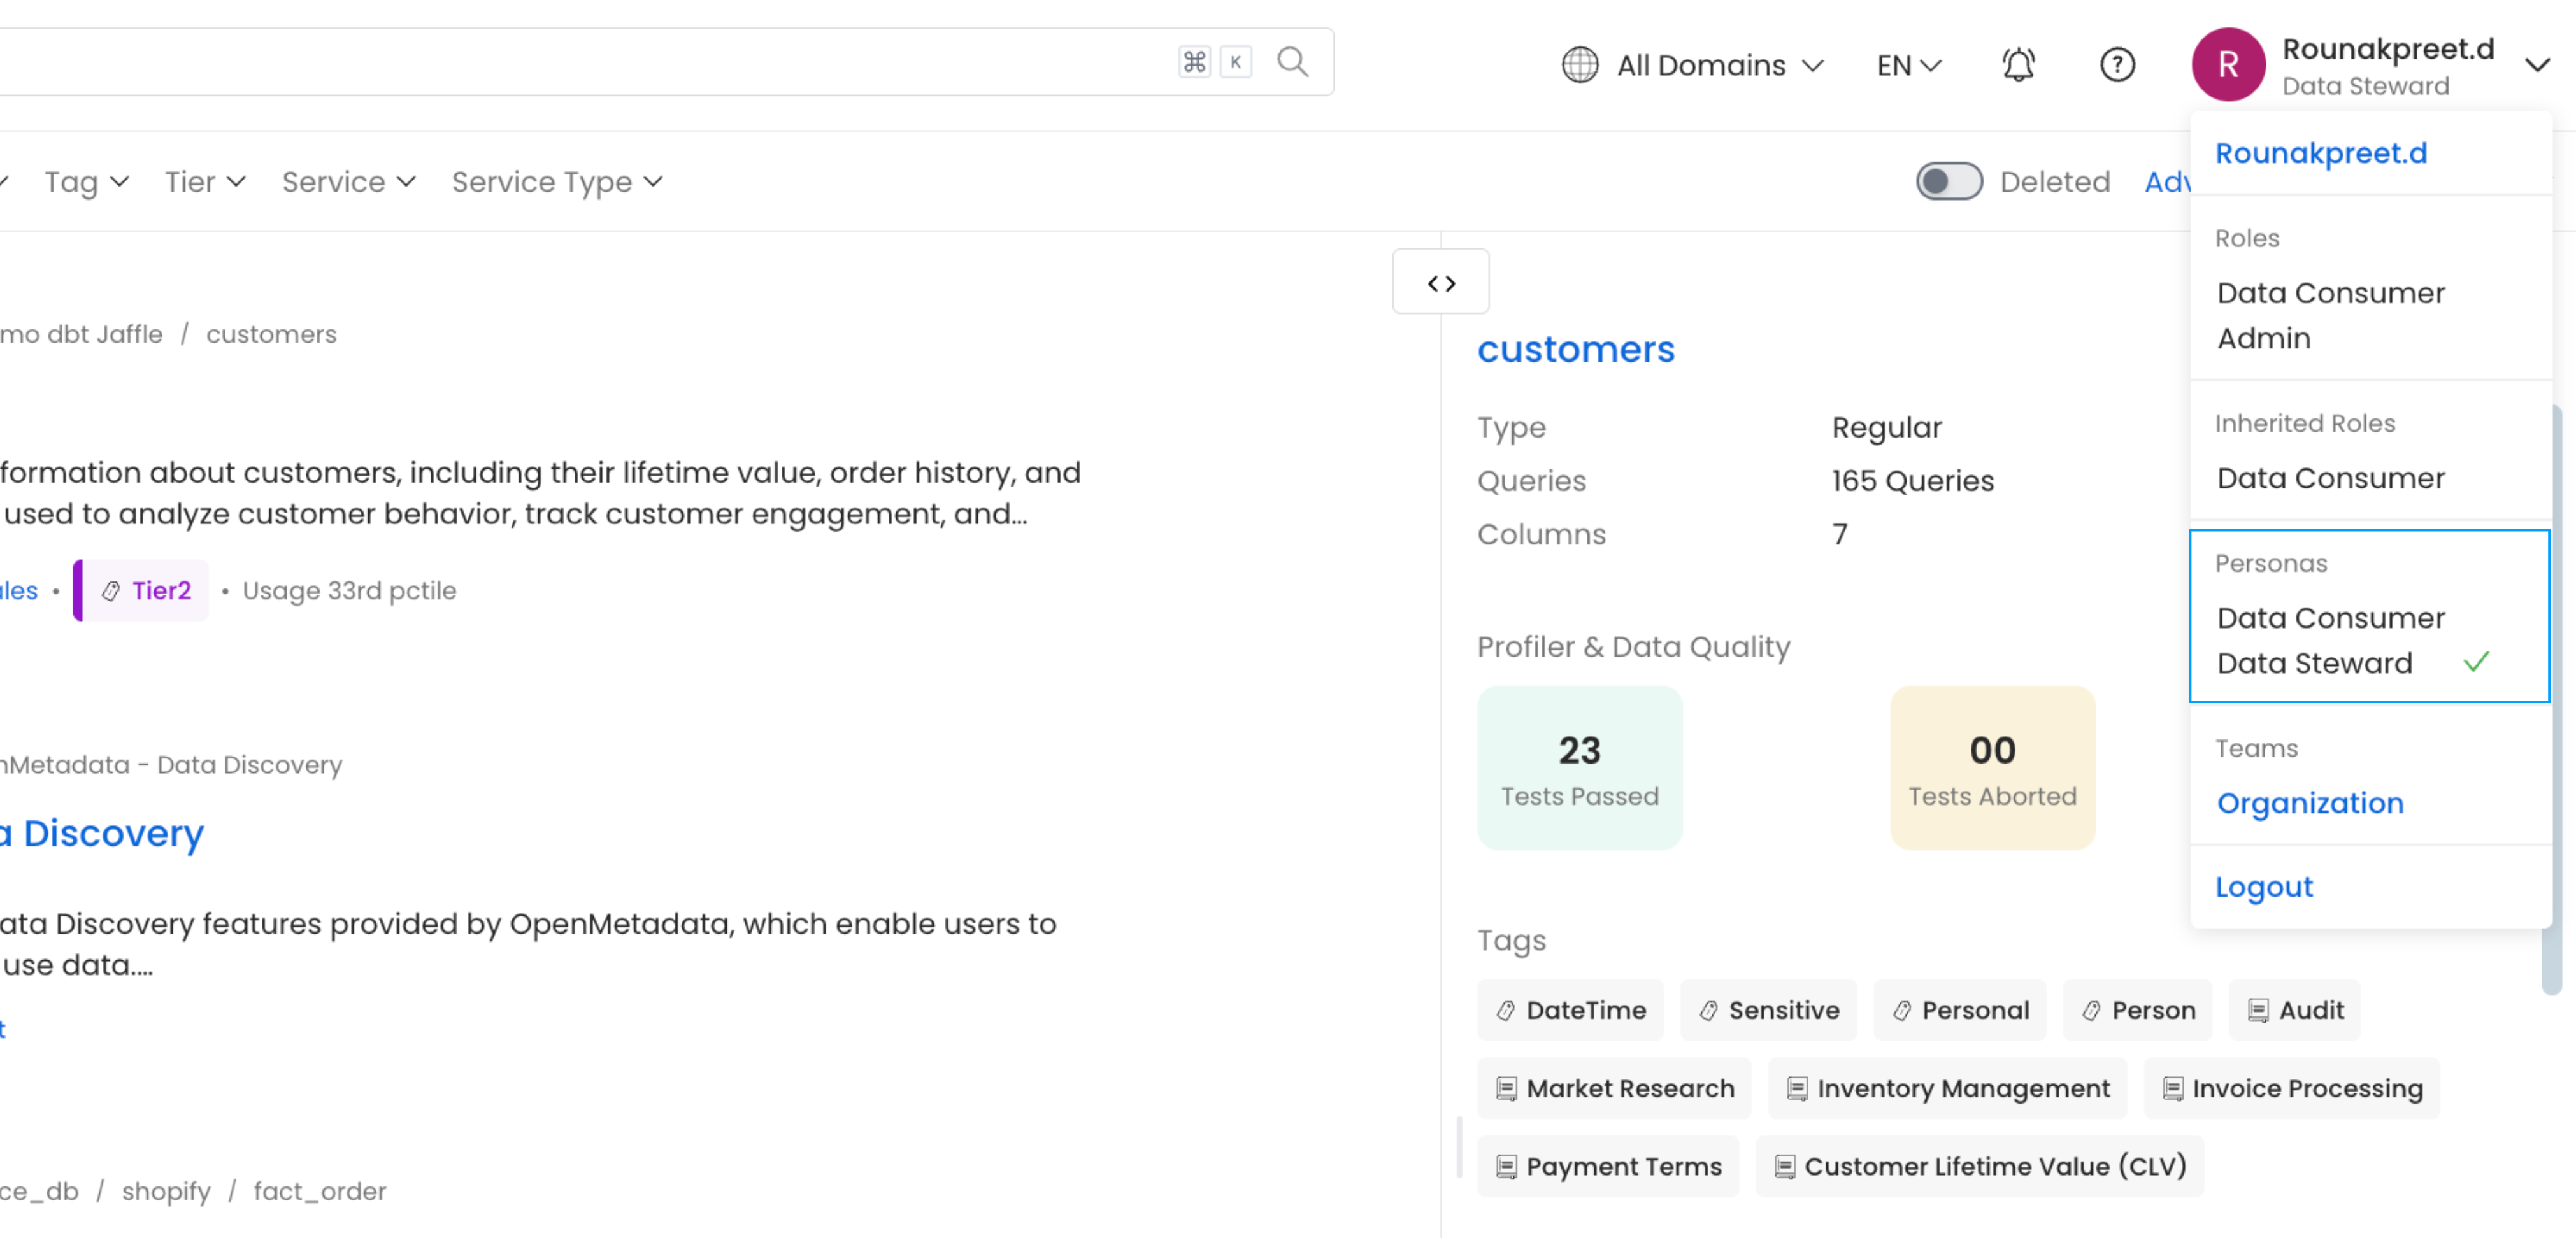 ⌘ K
All Domains
EN
R
Rounakpreet.d
Data Steward
Tag
Tier
Service
Service Type
Deleted
Adv
mo dbt Jaffle / customers
formation about customers, including their lifetime value, order history, and
used to analyze customer behavior, track customer engagement, and...
ales • Tier2 • Usage 33rd pctile
nMetadata - Data Discovery
a Discovery
ata Discovery features provided by OpenMetadata, which enable users to
use data....
t
ce_db / shopify / fact_order
<>
customers
Type Regular
Queries 165 Queries
Columns 7
Profiler & Data Quality
23
Tests Passed
00
Tests Aborted
Tags
DateTime Sensitive Personal Person Audit
Market Research Inventory Management Invoice Processing
Payment Terms Customer Lifetime Value (CLV)
Rounakpreet.d
Roles
Data Consumer
Admin
Inherited Roles
Data Consumer
Personas
Data Consumer
Data Steward
Teams
Organization
Logout